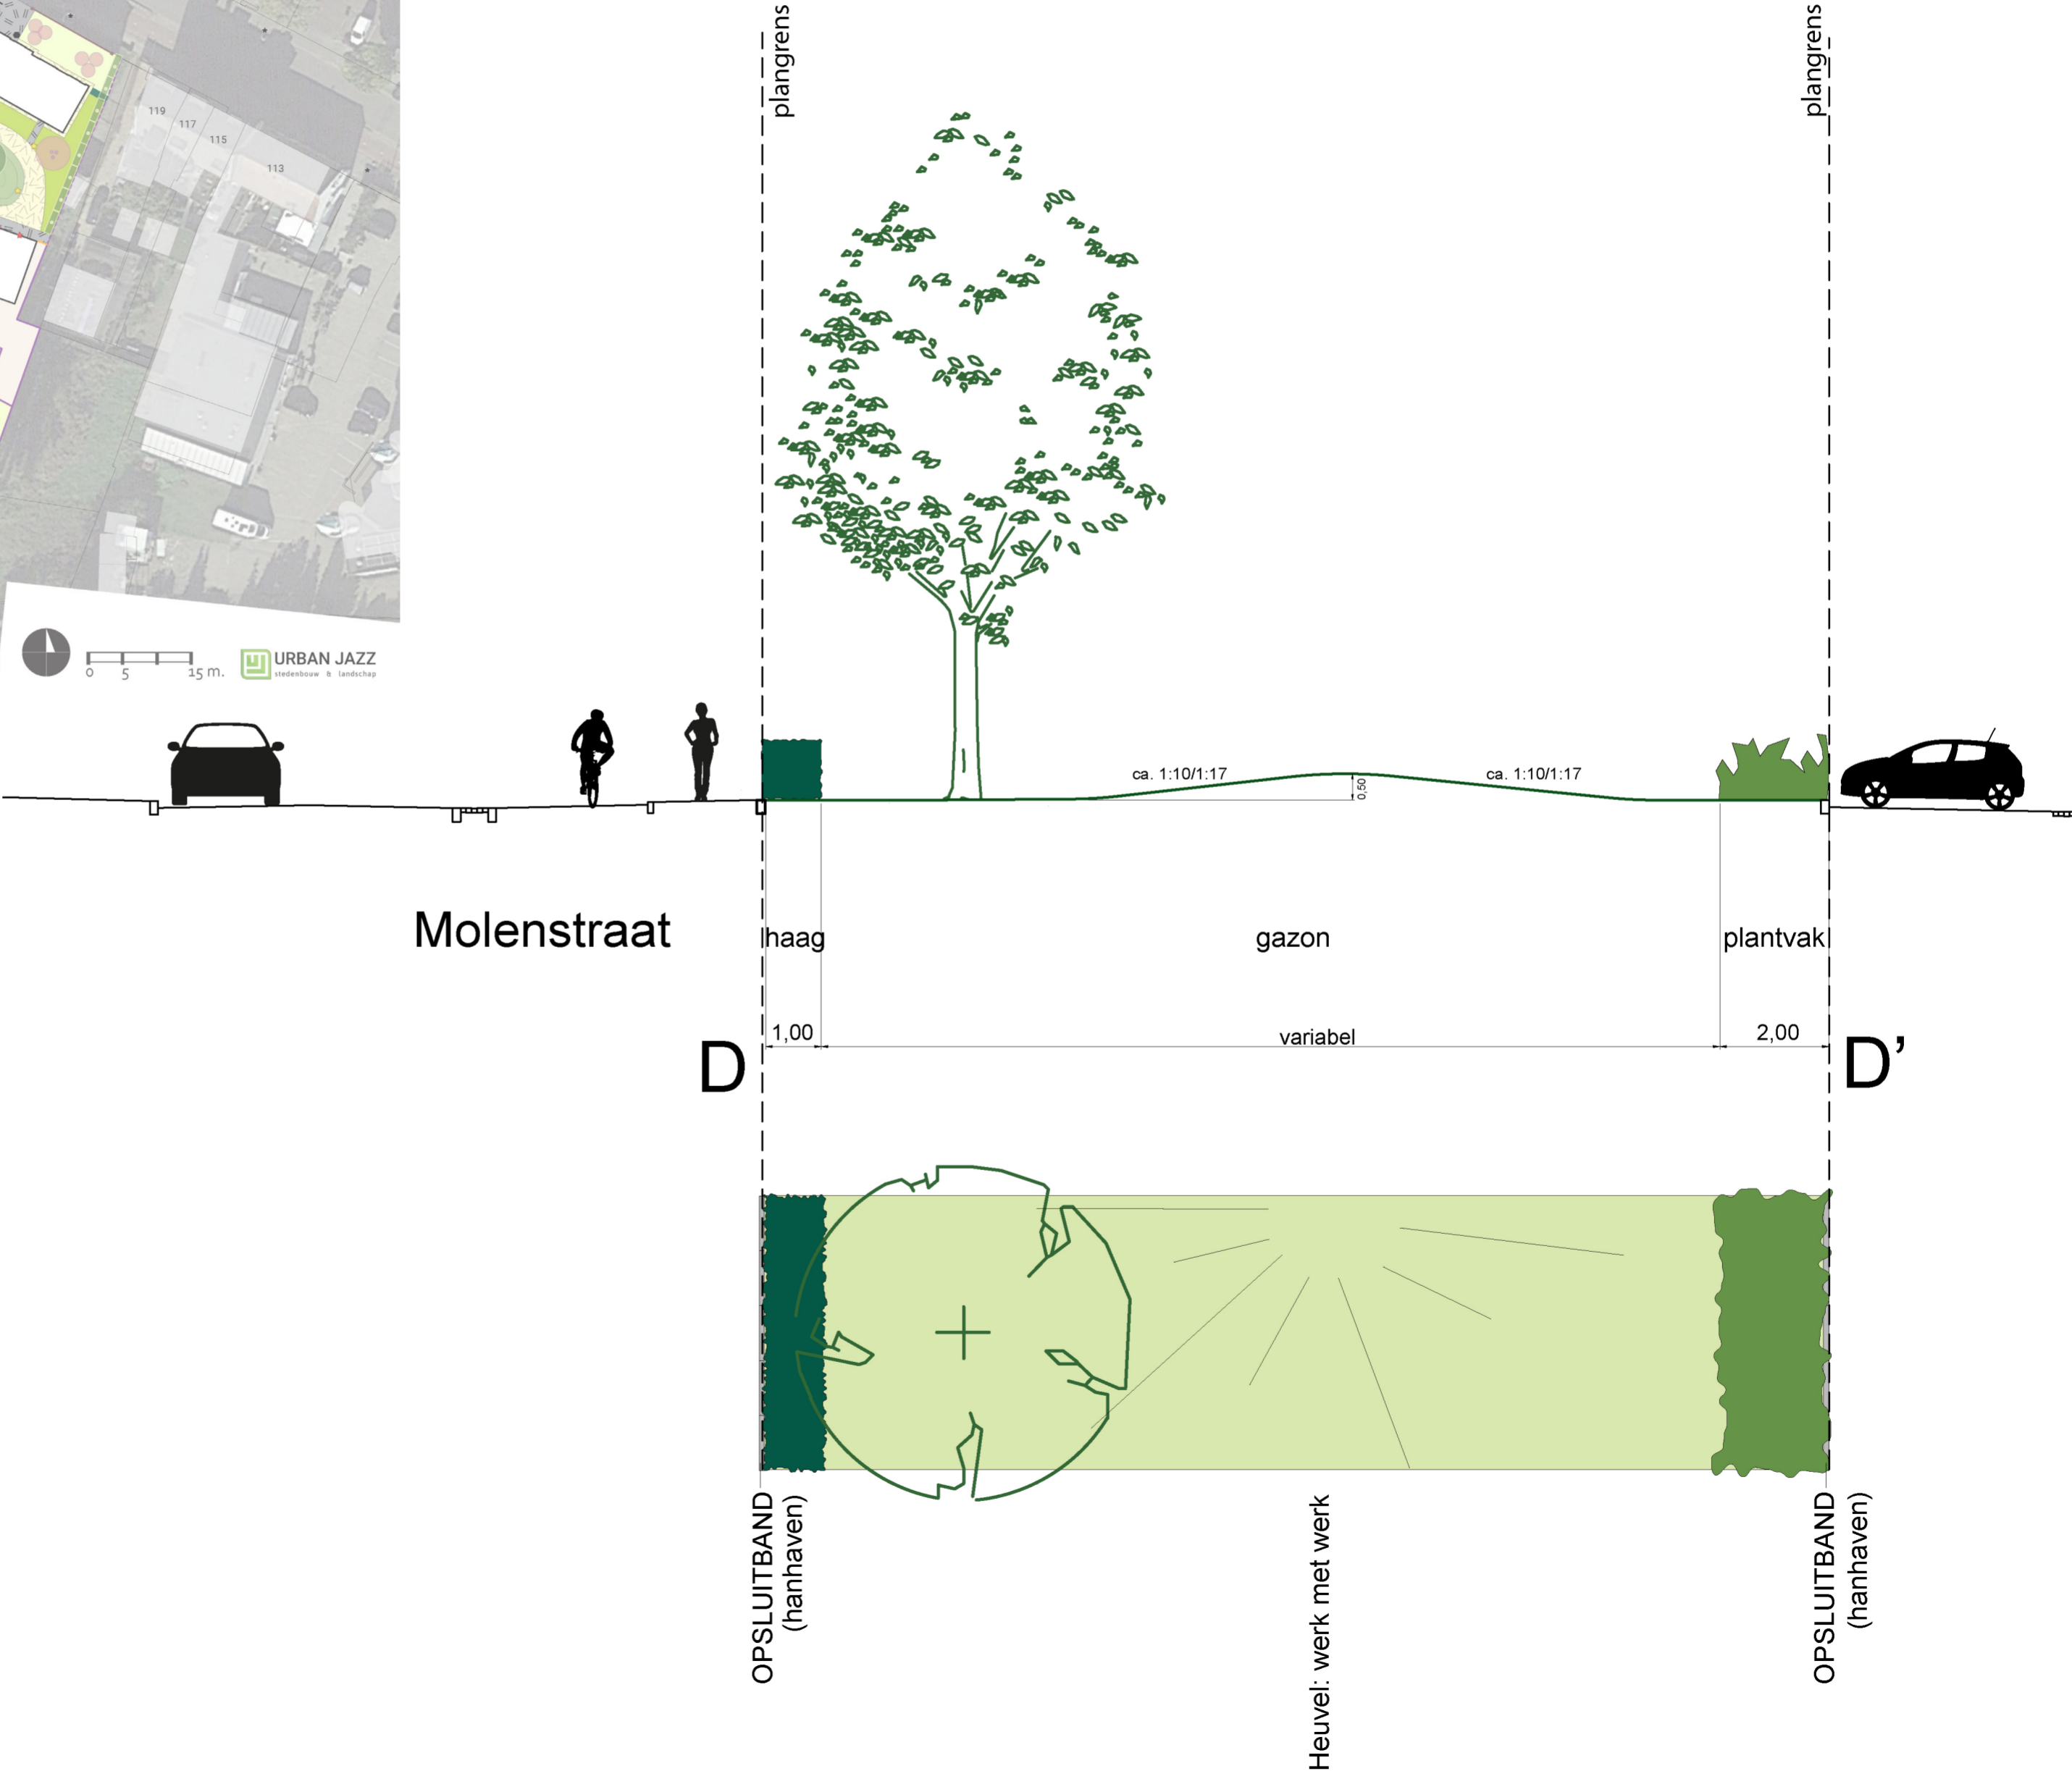 plangrens
plangrens
119
117
115
113
0 5 15 m.
URBAN JAZZ
stedenbouw & landschap
ca. 1:10/1:17
0,50
ca. 1:10/1:17
Molenstraat
haag
gazon
plantvak
1,00
variabel
2,00
D
D’
OPSLUITBAND
(hanhaven)
Heuvel: werk met werk
OPSLUITBAND
(hanhaven)